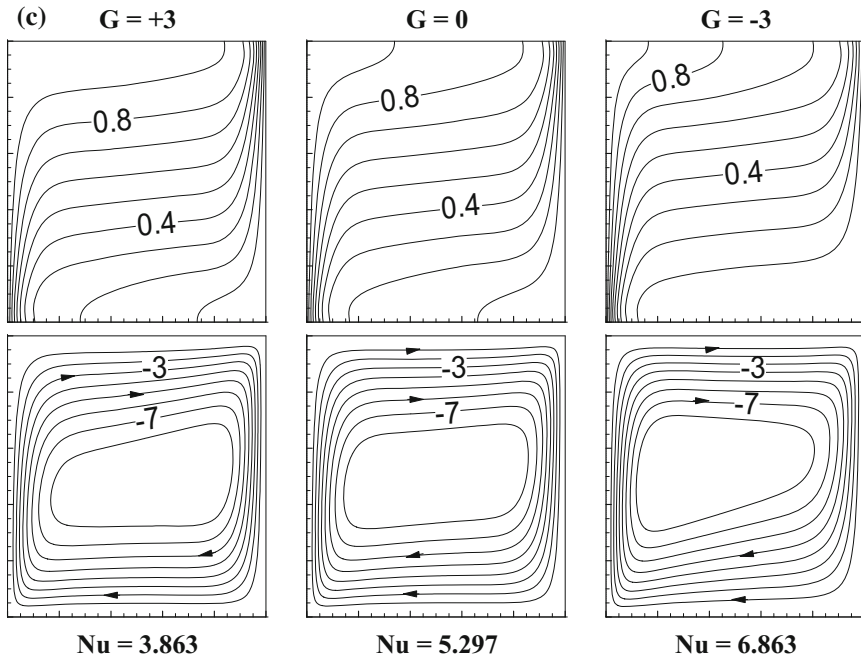 (c) G = +3 G = 0 G = -3
0.8 0.8 0.8
0.4 0.4 0.4
-3 -3 -3
-7 -7 -7
Nu = 3.863 Nu = 5.297 Nu = 6.863